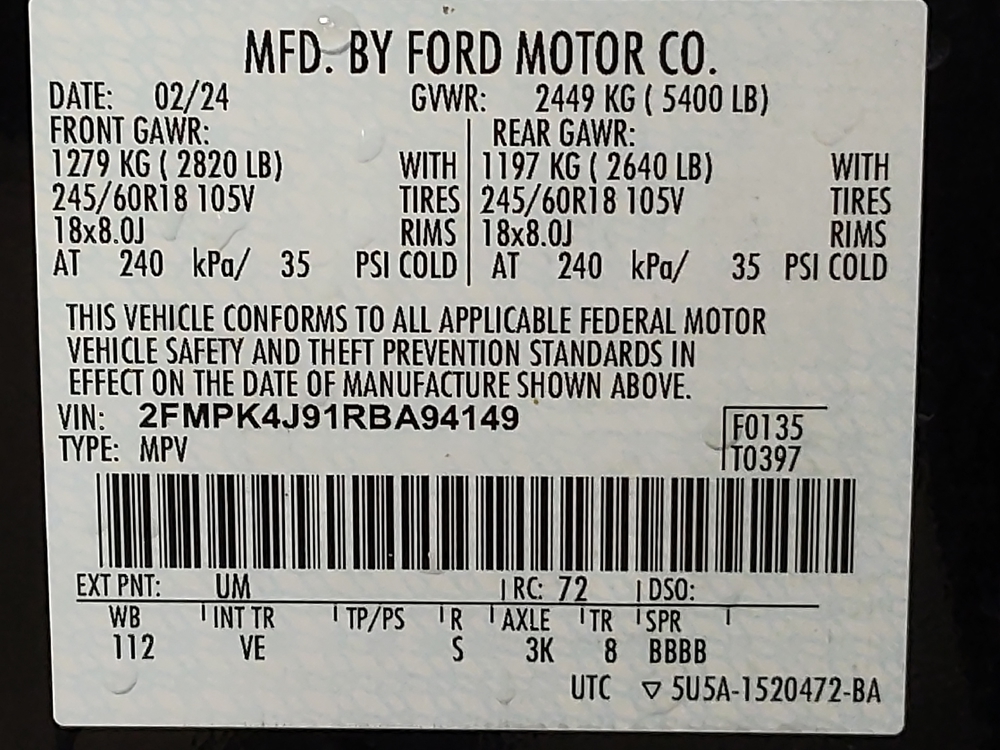 MFD. BY FORD MOTOR CO.
DATE: 02/24 GVWR: 2449 KG ( 5400 LB)
FRONT GAWR: REAR GAWR:
1279 KG ( 2820 LB) WITH 1197 KG ( 2640 LB) WITH
245/60R18 105V TIRES 245/60R18 105V TIRES
18x8.0J RIMS 18x8.0J RIMS
AT 240 kPa/ 35 PSI COLD AT 240 kPa/ 35 PSI COLD
THIS VEHICLE CONFORMS TO ALL APPLICABLE FEDERAL MOTOR
VEHICLE SAFETY AND THEFT PREVENTION STANDARDS IN
EFFECT ON THE DATE OF MANUFACTURE SHOWN ABOVE.
VIN: 2FMPK4J91RBA94149
F0135
TYPE: MPV
T0397
EXT PNT: UM RC: 72 DSO:
WB INT TR TP/PS R AXLE TR SPR
112 VE S 3K 8 BBBB
UTC ▽ 5U5A-1520472-BA